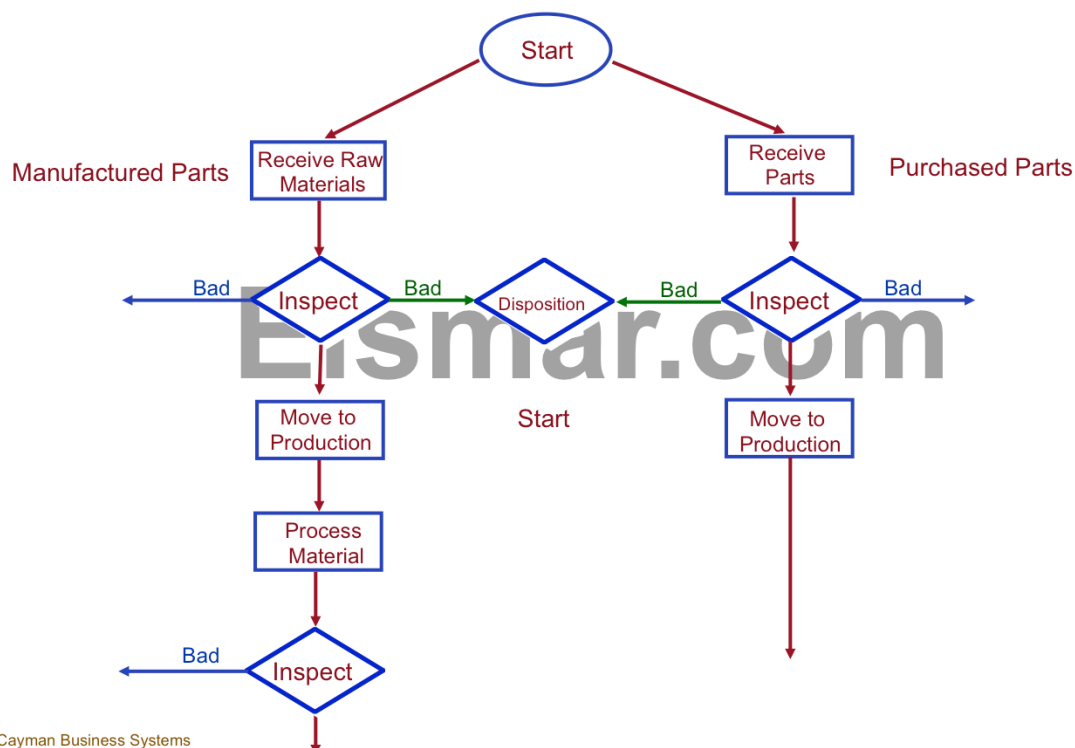 Start
Manufactured Parts
Receive Raw
Materials
Receive
Parts
Purchased Parts
Bad
Inspect
Bad
Disposition
Bad
Inspect
Bad
Elsmar.com
Move to
Production
Start
Move to
Production
Process
Material
Bad
Inspect
Cayman Business Systems